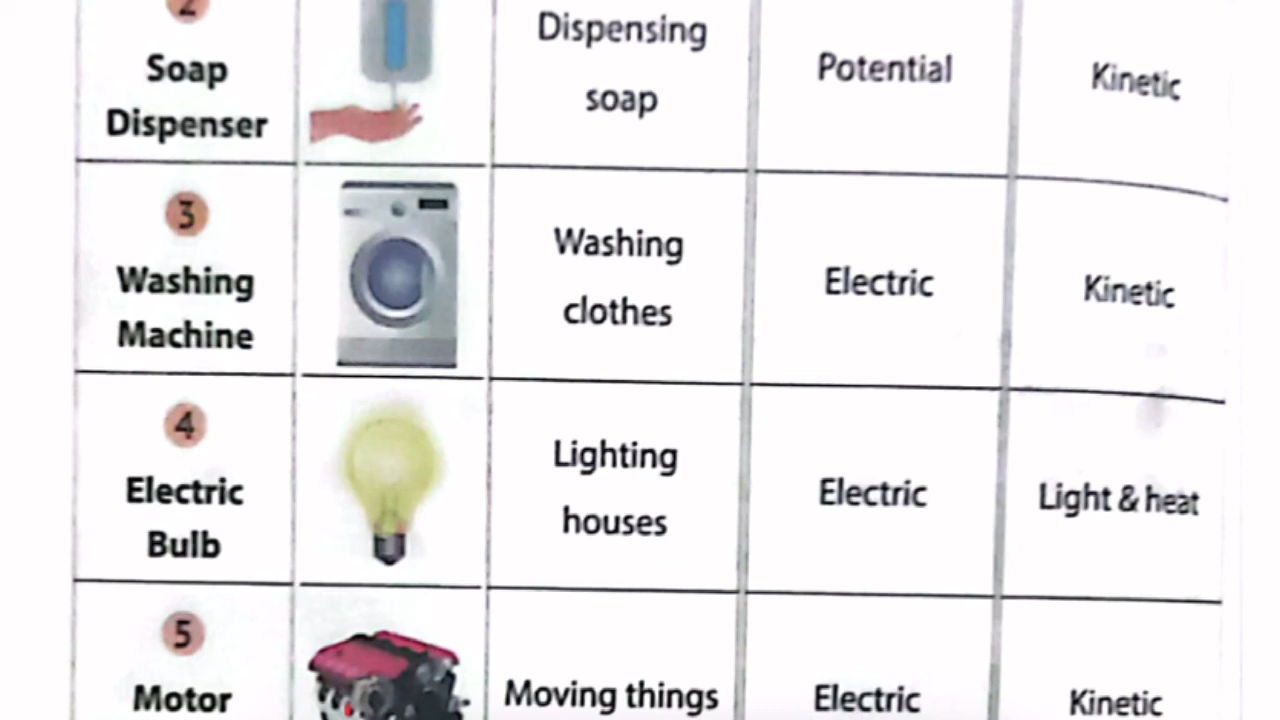 2
Soap
Dispenser
Dispensing
soap
Potential
Kinetic
3
Washing
Machine
Washing
clothes
Electric
Kinetic
4
Electric
Bulb
Lighting
houses
Electric
Light & heat
5
Motor
Moving things
Electric
Kinetic